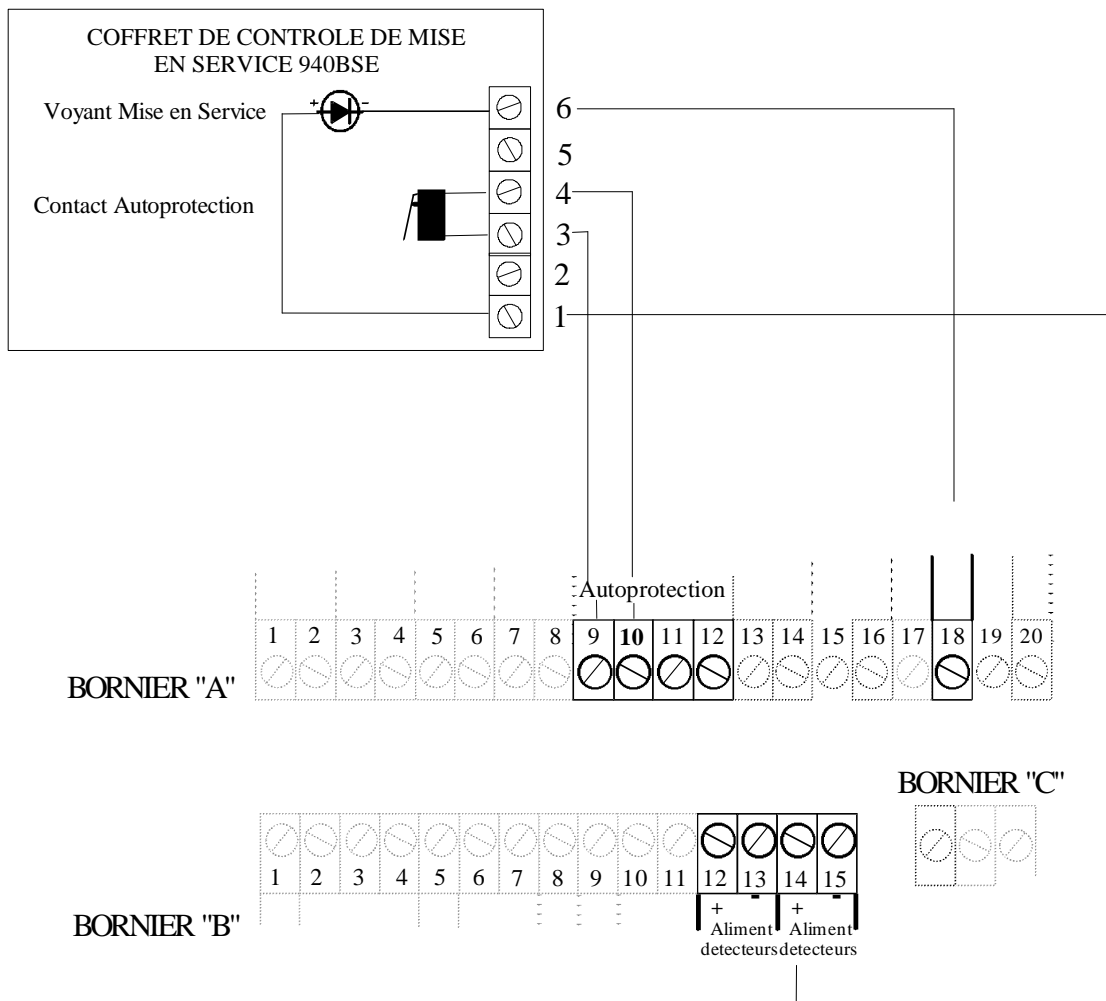 COFFRET DE CONTROLE DE MISE
EN SERVICE 940BSE
Voyant Mise en Service
+
-
6
5
Contact Autoprotection
4
3
2
1
Autoprotection
1 2 3 4 5 6 7 8 9 10 11 12 13 14 15 16 17 18 19 20
BORNIER "A"
BORNIER "C"
1 2 3 4 5 6 7 8 9 10 11 12 13 14 15
BORNIER "B"
+ - + -
Aliment Aliment
detecteurs detecteurs